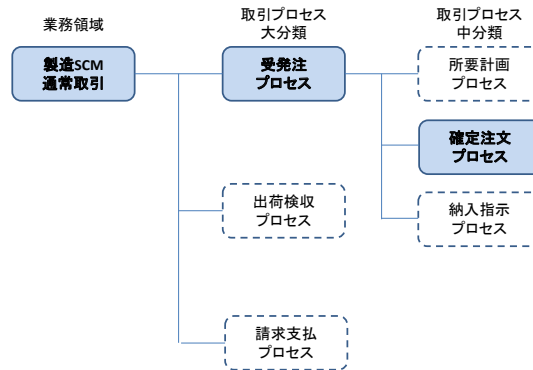 業務領域
取引プロセス
大分類
取引プロセス
中分類
製造SCM
通常取引
受発注
プロセス
所要計画
プロセス
確定注文
プロセス
出荷検収
プロセス
納入指示
プロセス
請求支払
プロセス